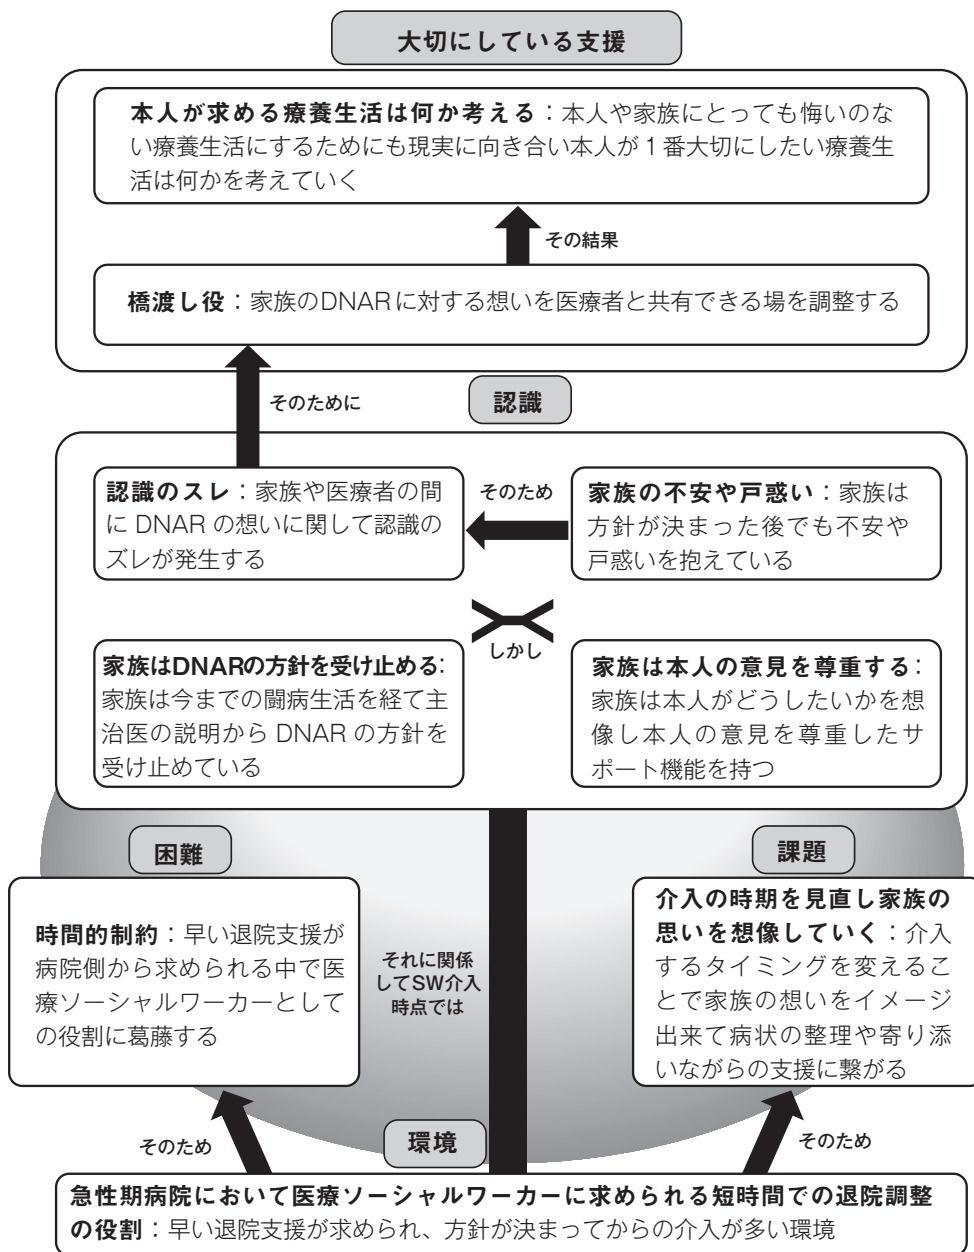 大切にしている支援
本人が求める療養生活は何か考える：本人や家族にとっても悔いのな
い療養生活にするためにも現実に向き合い本人が1番大切にしたい療養生
活は何かを考えていく
その結果
橋渡し役：家族のDNARに対する想いを医療者と共有できる場を調整する
そのために
認識
認識のスレ：家族や医療者の間
に DNAR の想いに関して認識の
ズレが発生する
そのため
家族の不安や戸惑い：家族は
方針が決まった後でも不安や
戸惑いを抱えている
しかし
家族はDNARの方針を受け止める：
家族は今までの闘病生活を経て主
治医の説明から DNAR の方針を
受け止めている
家族は本人の意見を尊重する：
家族は本人がどうしたいかを想
像し本人の意見を尊重したサ
ポート機能を持つ
困難
時間的制約：早い退院支援が
病院側から求められる中で医
療ソーシャルワーカーとして
の役割に葛藤する
それに関係
してSW介入
時点では
課題
介入の時期を見直し家族の
思いを想像していく：介入
するタイミングを変えるこ
とで家族の想いをイメージ
出来て病状の整理や寄り添
いながらの支援に繋がる
そのため
環境
そのため
急性期病院において医療ソーシャルワーカーに求められる短時間での退院調整
の役割：早い退院支援が求められ、方針が決まってからの介入が多い環境